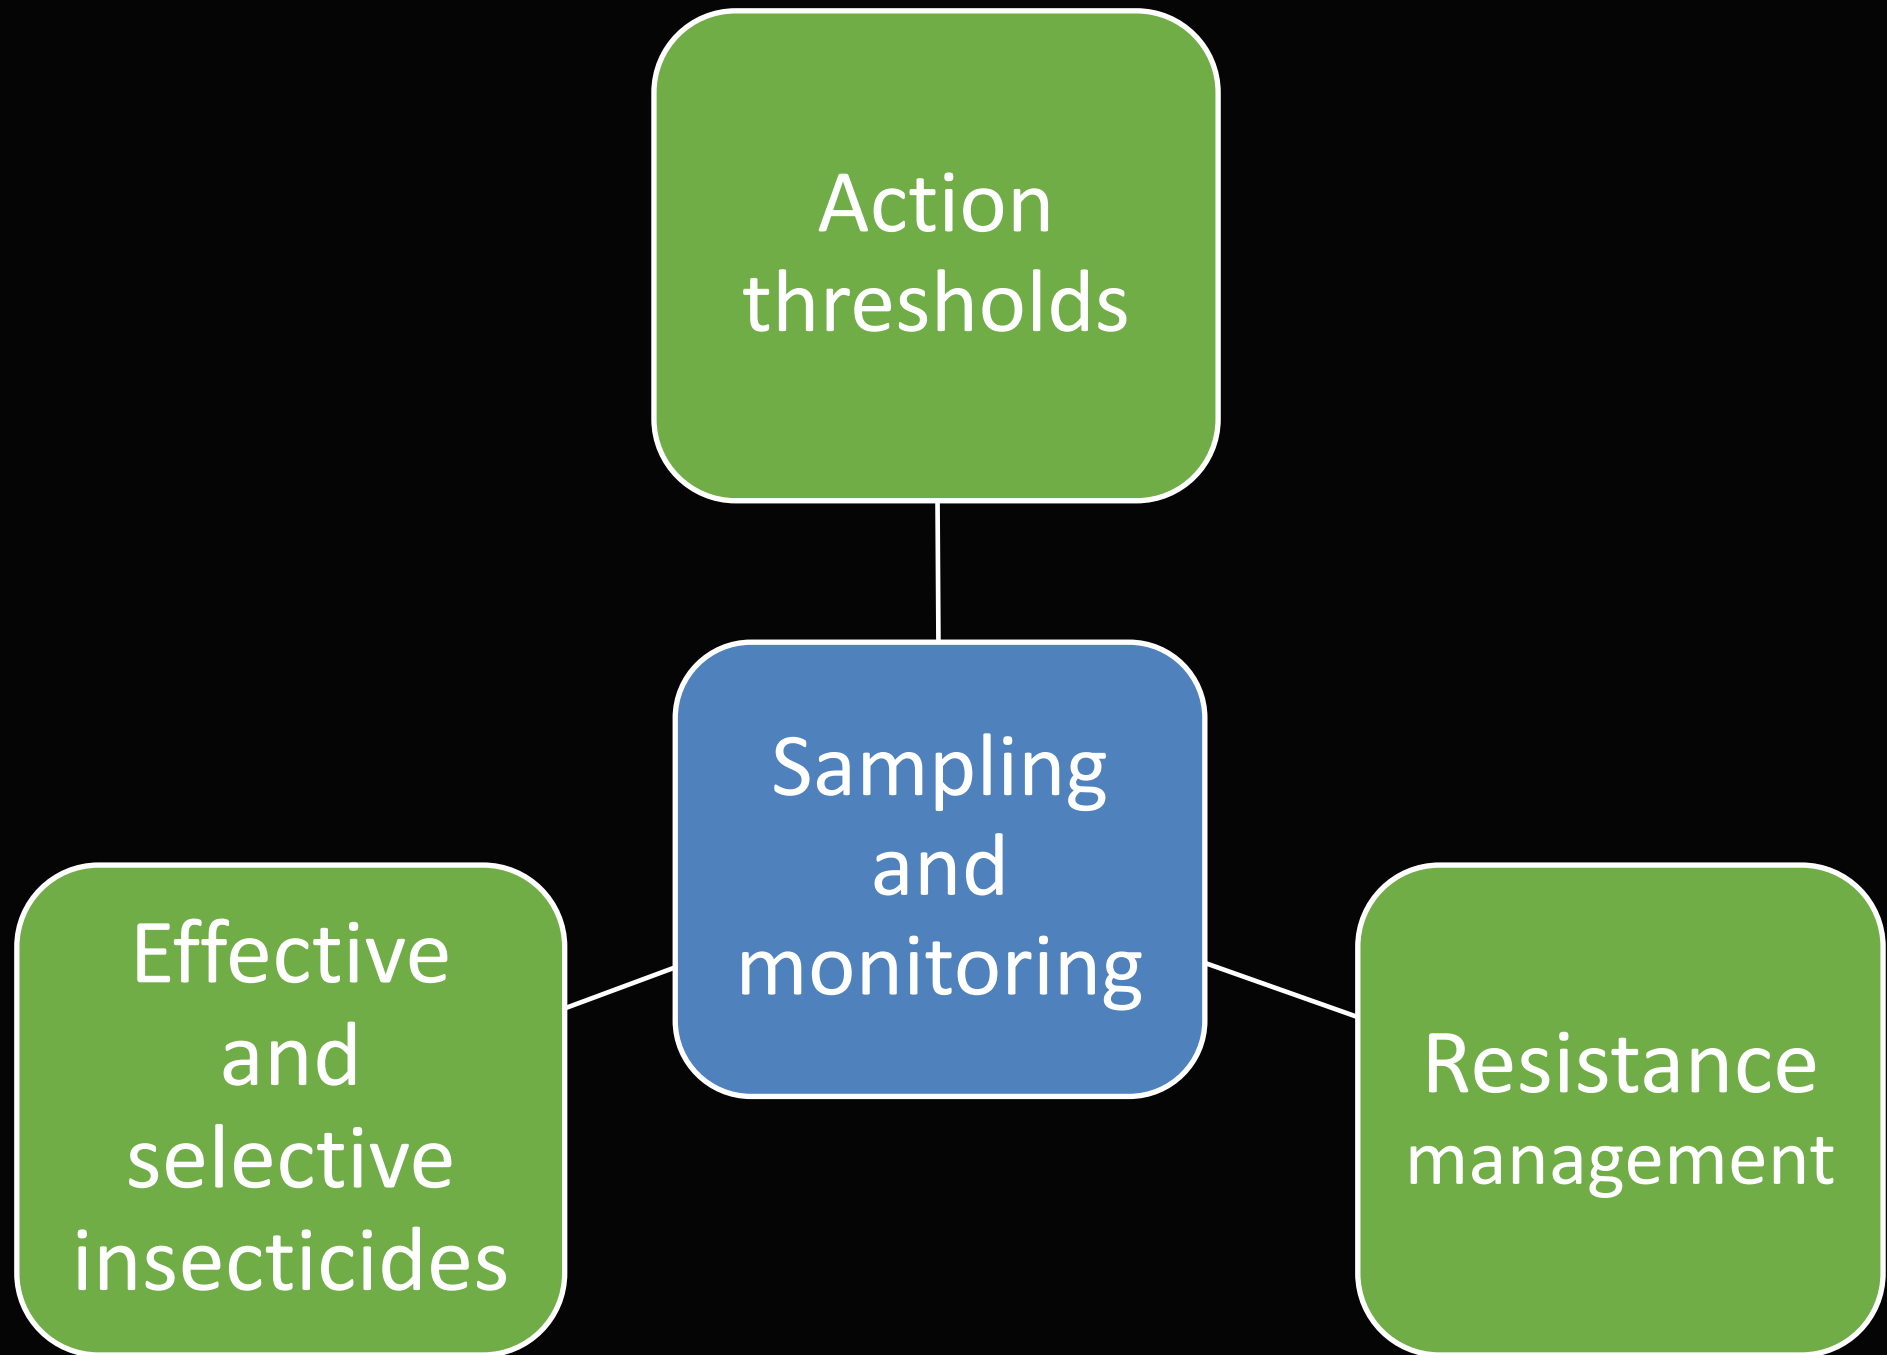 Action
thresholds
Sampling
and
monitoring
Effective
and
selective
insecticides
Resistance
management